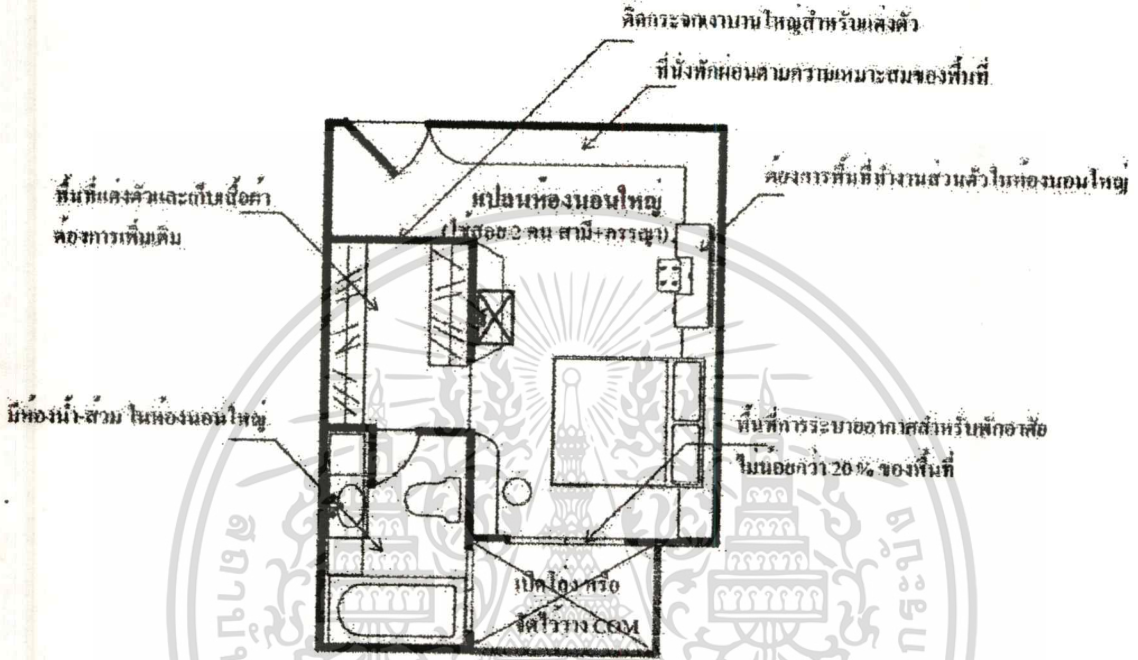 ติดกระจกเงาบานใหญ่สำหรับแต่งตัว
ที่นั่งพักผ่อนตามความเหมาะสมของพื้นที่
ต้องการพื้นที่ทำงานส่วนตัวในห้องนอนใหญ่
พื้นที่แต่งตัวและเก็บเสื้อผ้า
ต้องการเพิ่มเติม
แปลนห้องนอนใหญ่
(ใช้สอย 2 คน สามี+ภรรยา)
มีห้องน้ำ-ส้วม ในห้องนอนใหญ่
พื้นที่การระบายอากาศสำหรับพักอาศัย
ไม่น้อยกว่า 20 % ของพื้นที่
เปิดโล่ง หรือ
จัดไว้วาง COM